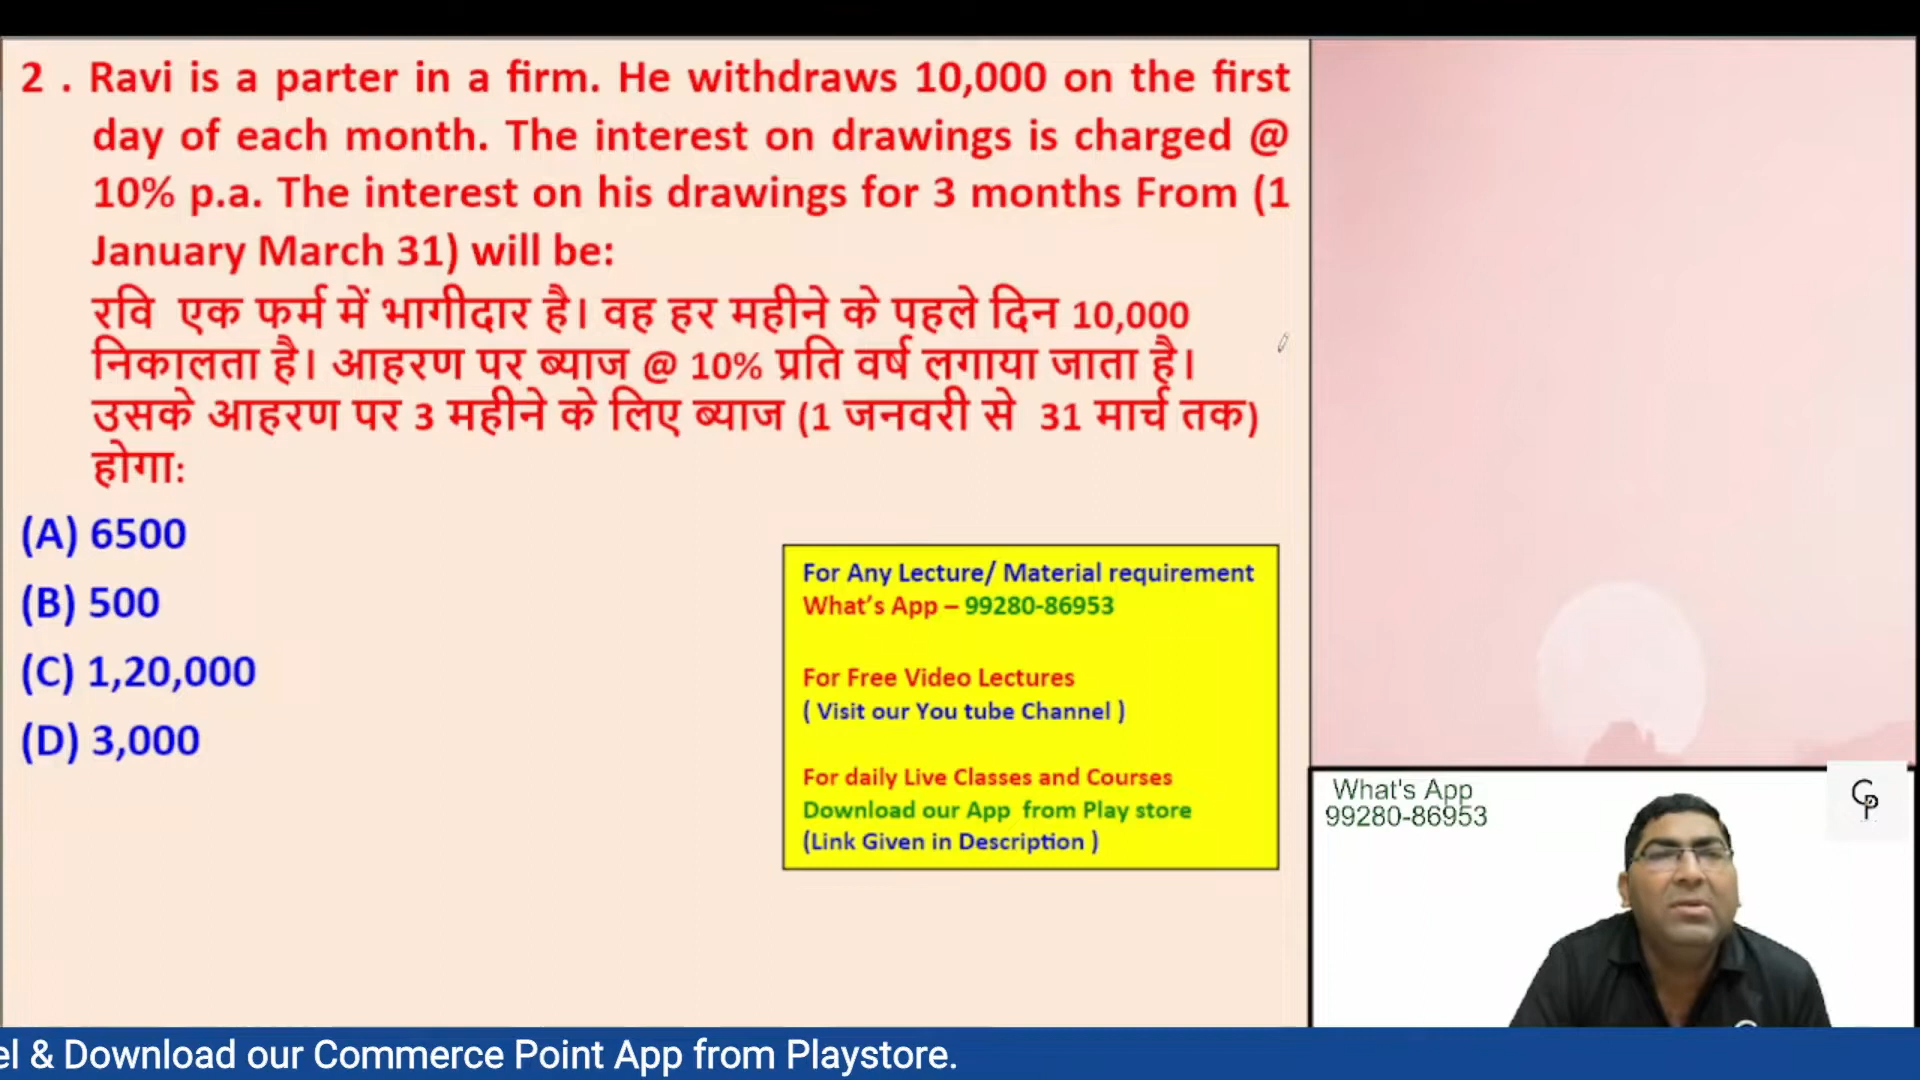 2 . Ravi is a parter in a firm. He withdraws 10,000 on the first
day of each month. The interest on drawings is charged @
10% p.a. The interest on his drawings for 3 months From (1
January March 31) will be:
रवि एक फर्म में भागीदार है। वह हर महीने के पहले दिन 10,000
निकालता है। आहरण पर ब्याज @ 10% प्रति वर्ष लगाया जाता है।
उसके आहरण पर 3 महीने के लिए ब्याज (1 जनवरी से 31 मार्च तक)
होगा:
(A) 6500
(B) 500
(C) 1,20,000
(D) 3,000
For Any Lecture/ Material requirement
What's App – 99280-86953
For Free Video Lectures
( Visit our You tube Channel )
For daily Live Classes and Courses
Download our App from Play store
(Link Given in Description )
What's App
99280-86953
CP
el & Download our Commerce Point App from Playstore.